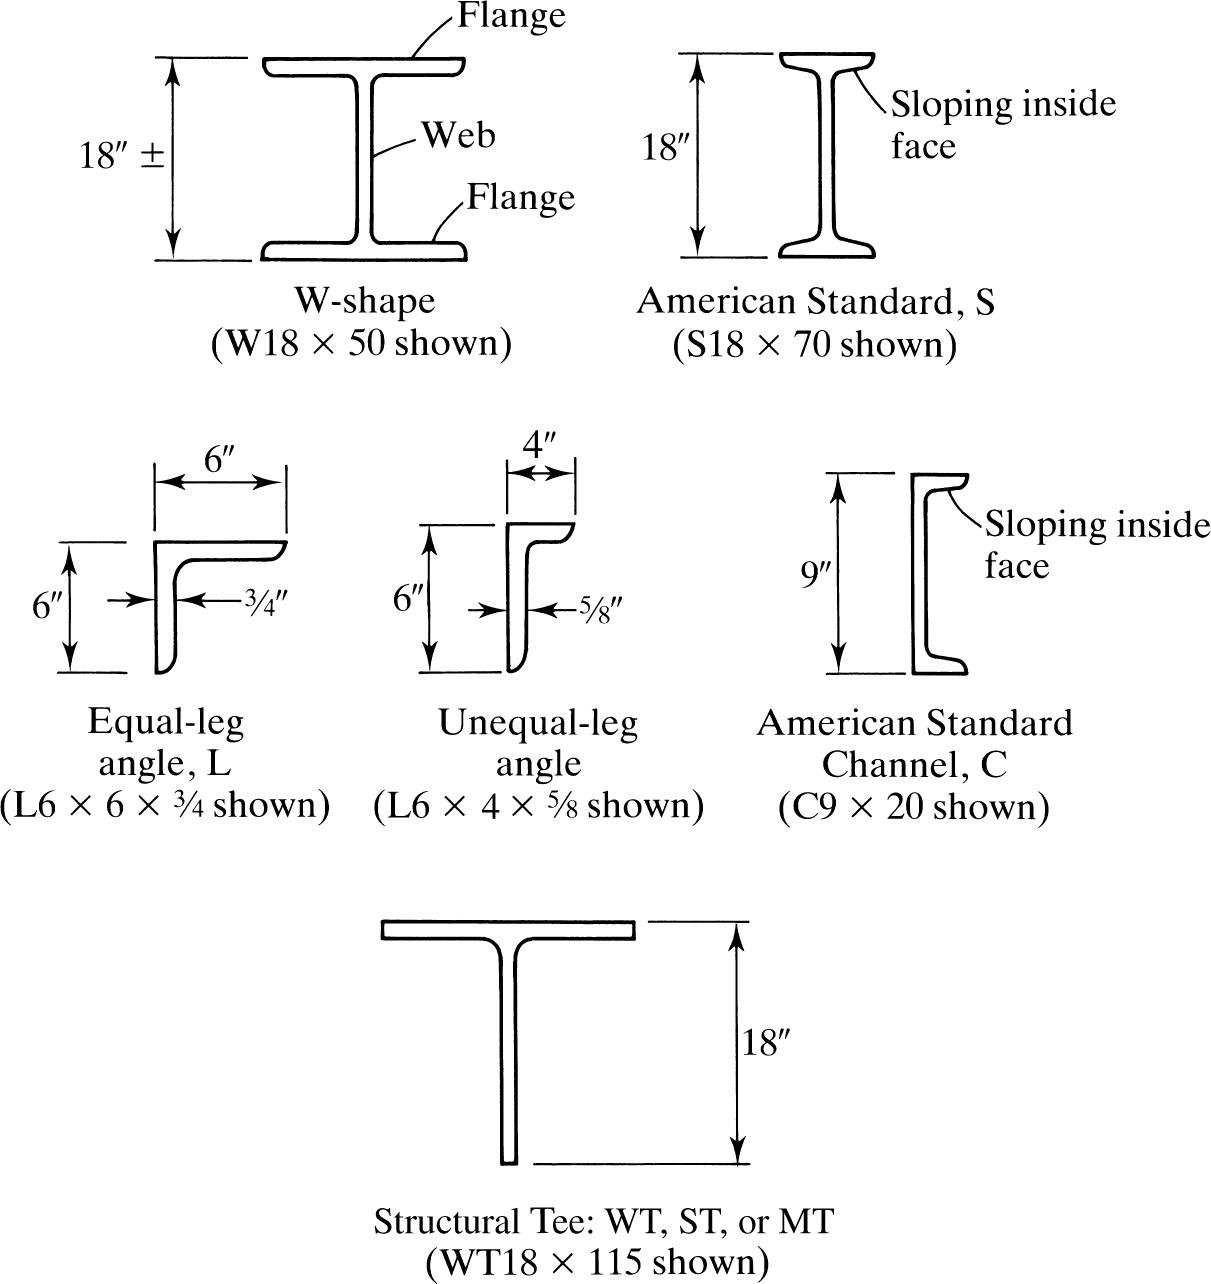 Flange
18″ ±
Web
Flange
W-shape
(W18 × 50 shown)
18″
Sloping inside
face
American Standard, S
(S18 × 70 shown)
6″
6″
3/4″
Equal-leg
angle, L
(L6 × 6 × 3/4 shown)
4″
6″
5/8″
Unequal-leg
angle
(L6 × 4 × 5/8 shown)
9″
Sloping inside
face
American Standard
Channel, C
(C9 × 20 shown)
18″
Structural Tee: WT, ST, or MT
(WT18 × 115 shown)